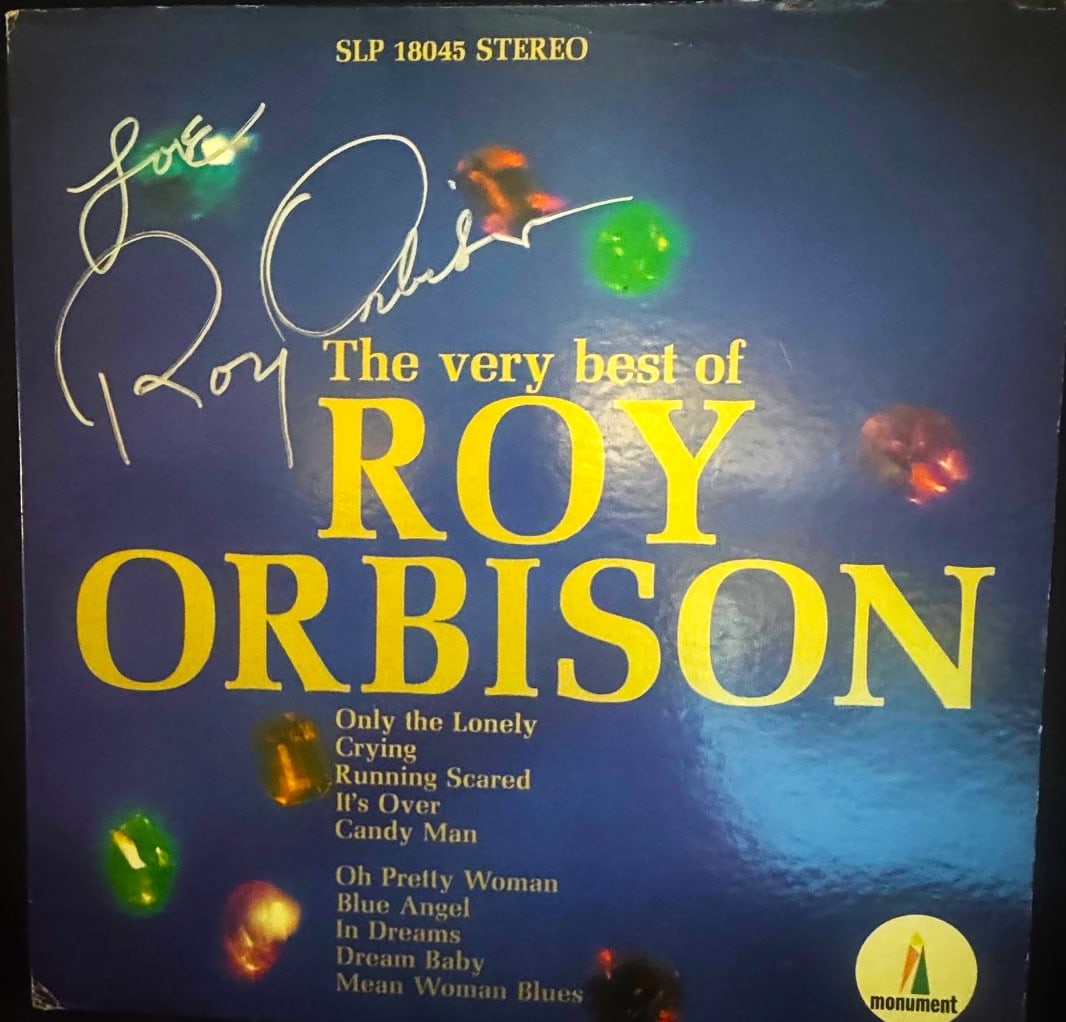 SLP 18045 STEREO
Love
Roy Orbison
The very best of
ROY
ORBISON
Only the Lonely
Crying
Running Scared
It's Over
Candy Man
Oh Pretty Woman
Blue Angel
In Dreams
Dream Baby
Mean Woman Blues
monument